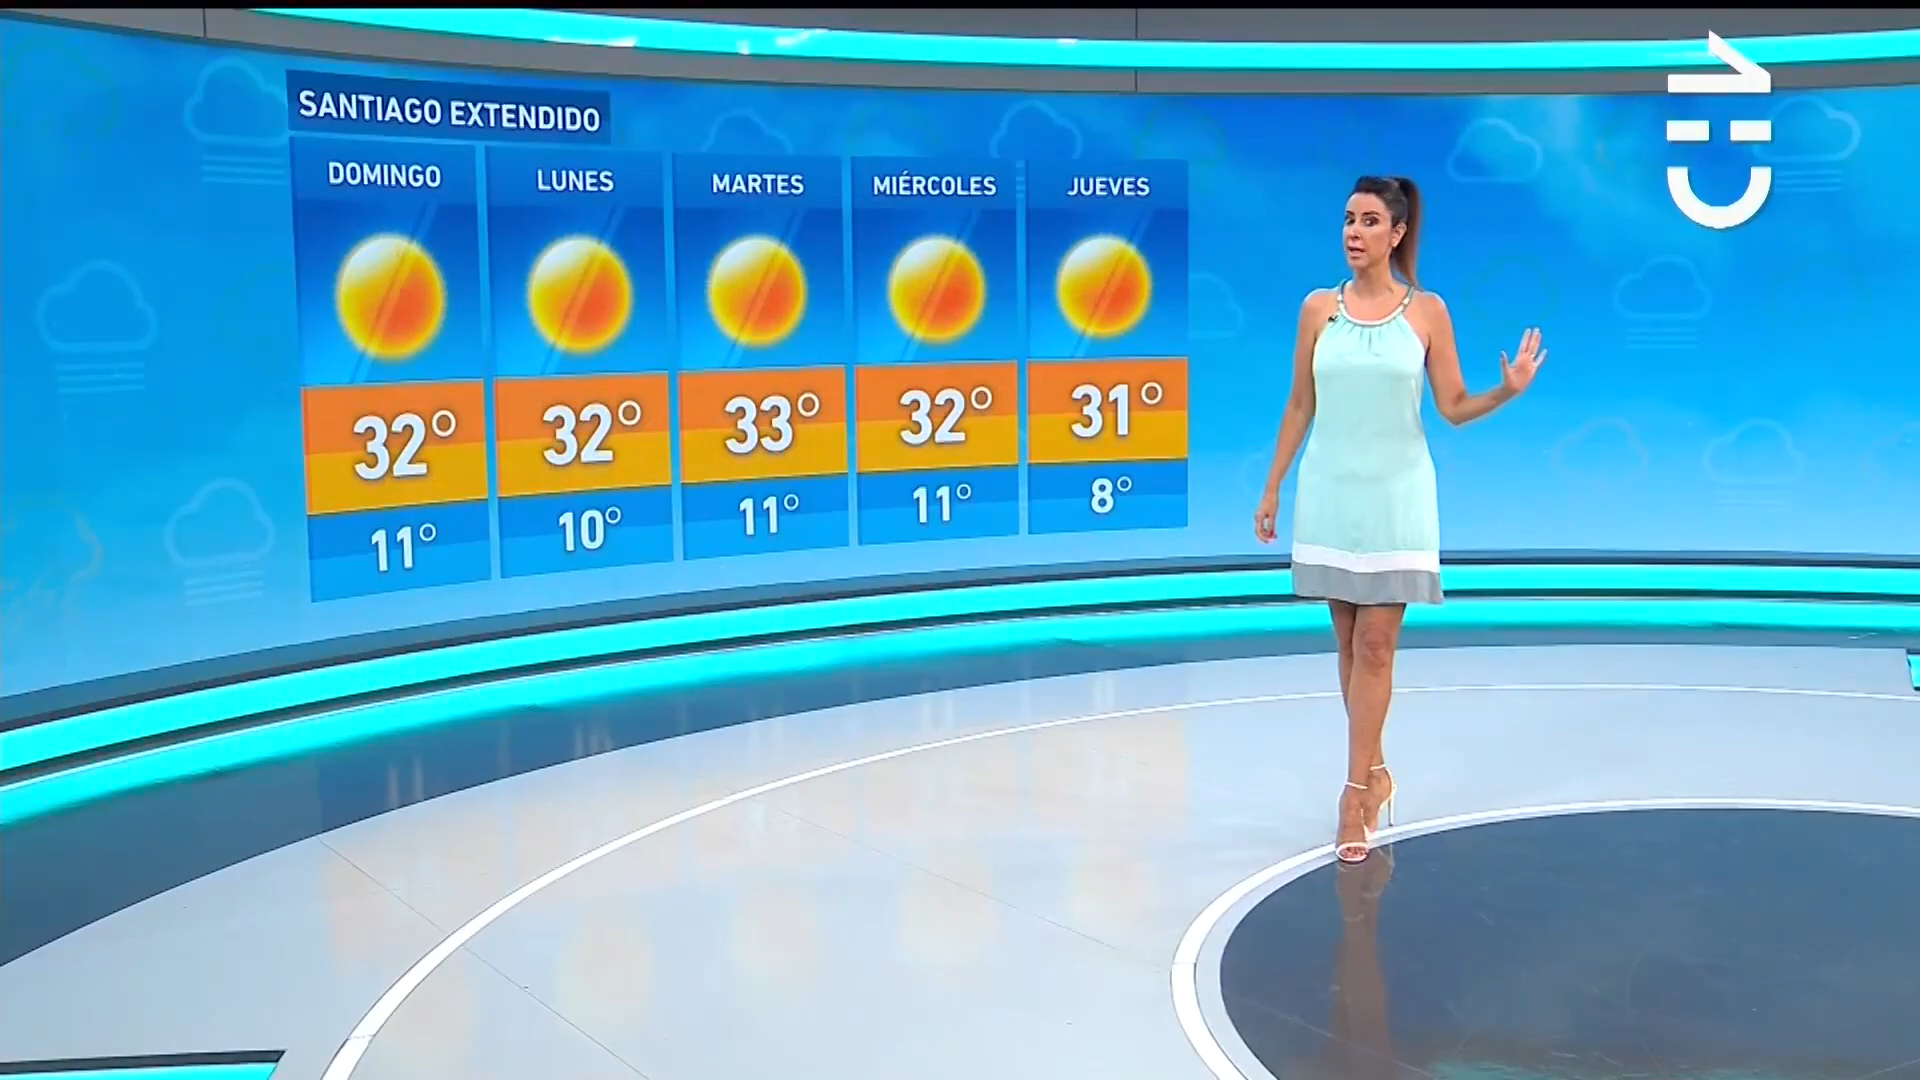 SANTIAGO EXTENDIDO
DOMINGO
LUNES
MARTES
MIÉRCOLES
JUEVES
32°
32°
33°
32°
31°
11°
10°
11°
11°
8°